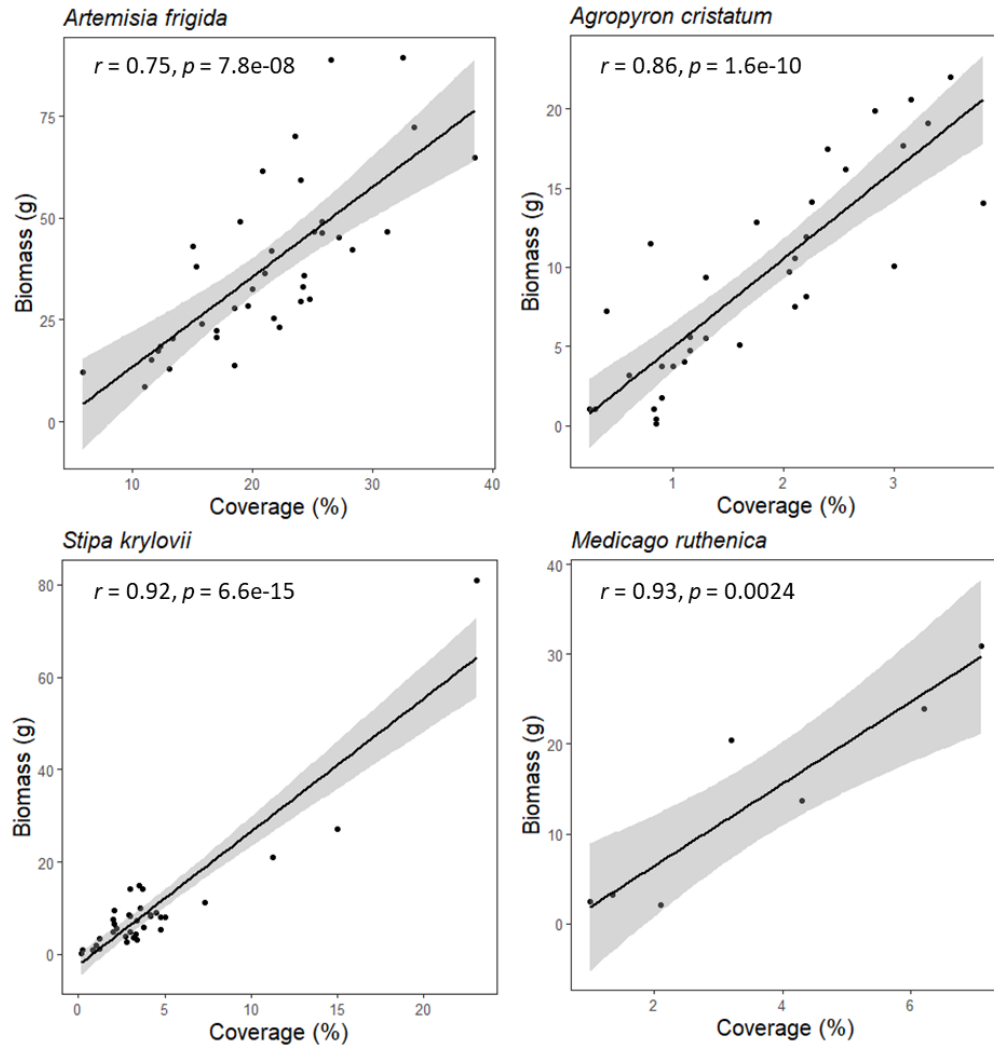 Artemisia frigida
r = 0.75, p = 7.8e-08
Biomass (g)
75
50
25
0
10
20
30
40
Coverage (%)
Agropyron cristatum
r = 0.86, p = 1.6e-10
Biomass (g)
20
15
10
5
0
1
2
3
Coverage (%)
Stipa krylovii
r = 0.92, p = 6.6e-15
Biomass (g)
80
60
40
20
0
0
5
10
15
20
Coverage (%)
Medicago ruthenica
r = 0.93, p = 0.0024
Biomass (g)
40
30
20
10
0
2
4
6
Coverage (%)